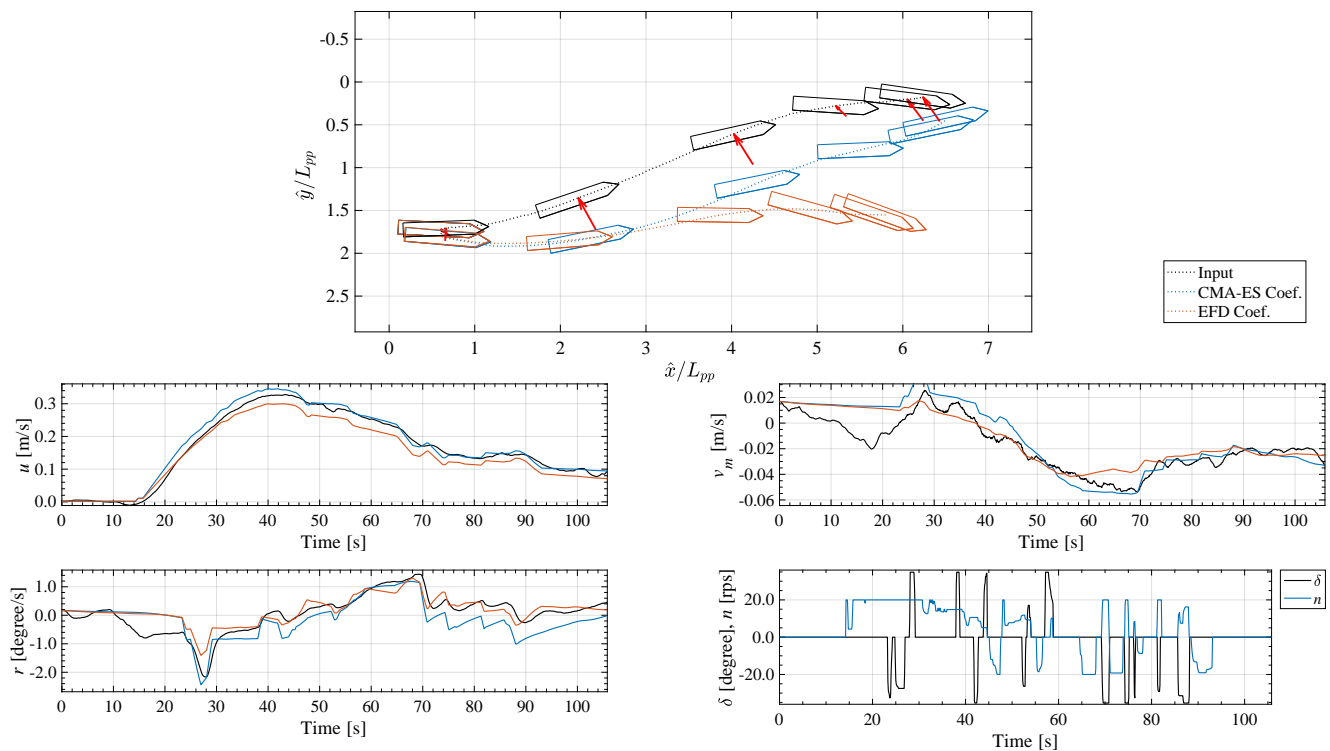 -0.5
0
0.5
1
1.5
2
2.5
ŷ/L_pp
0 1 2 3 4 5 6 7
x̂/L_pp
Input
CMA-ES Coef.
EFD Coef.
0.3
0.2
0.1
0.0
u [m/s]
0 10 20 30 40 50 60 70 80 90 100
Time [s]
0.02
0
-0.02
-0.04
-0.06
v_m [m/s]
0 10 20 30 40 50 60 70 80 90 100
Time [s]
1.0
0.0
-1.0
-2.0
r [degree/s]
0 10 20 30 40 50 60 70 80 90 100
Time [s]
20.0
0.0
-20.0
δ [degree], n [rps]
0 20 40 60 80 100
Time [s]
δ
n